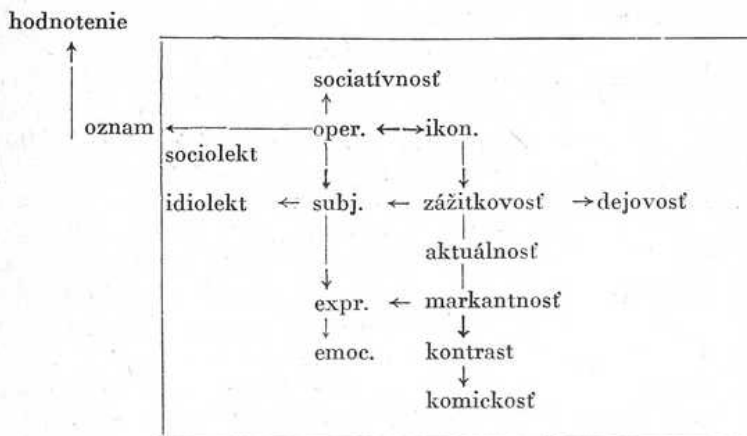 hodnotenie
sociatívnosť
oznam ← oper. ←→ ikon.
sociolekt
idiolekt ← subj. ← zážitkovosť → dejovosť
aktuálnosť
expr. ← markantnosť
emoc. kontrast
komickosť